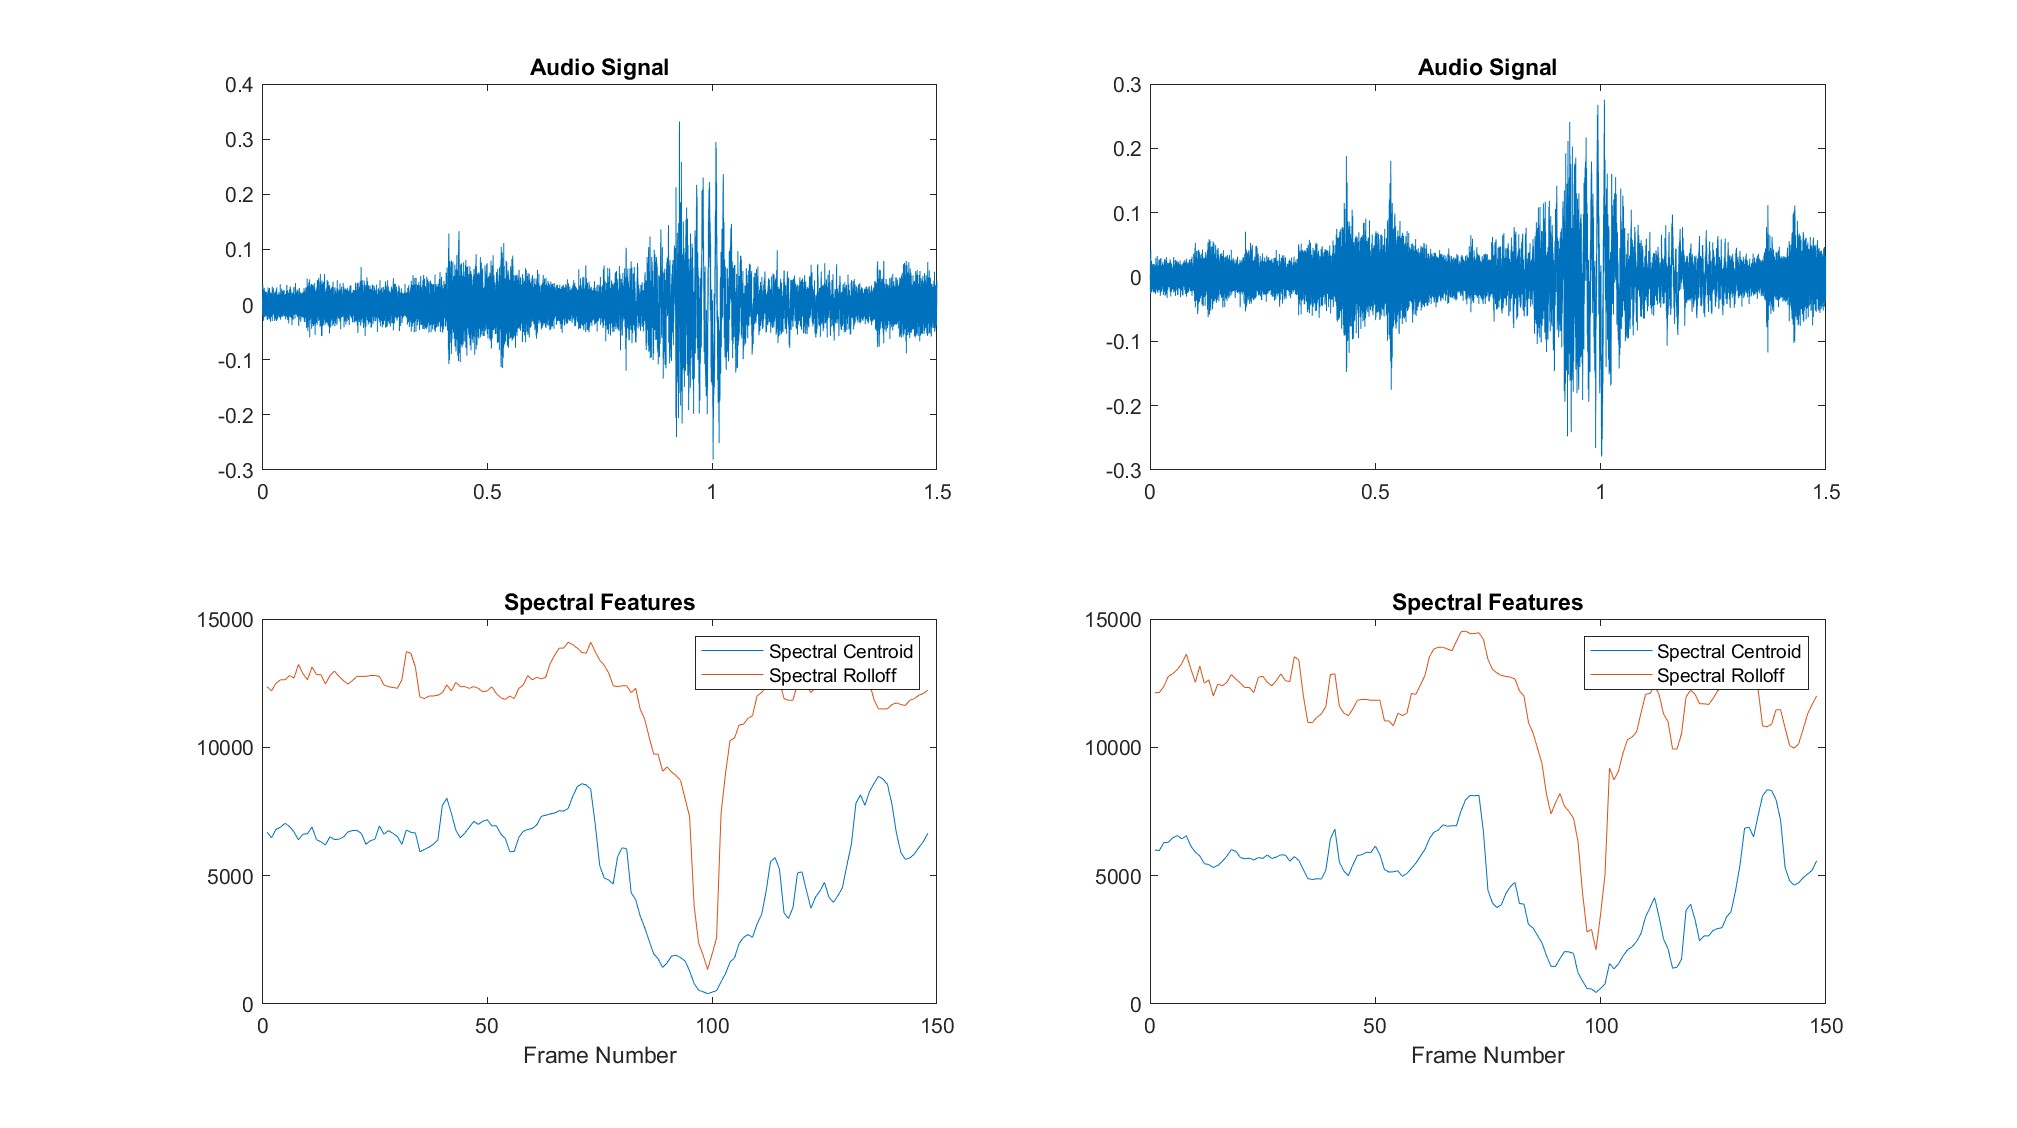 Audio Signal
0.4
0.3
0.2
0.1
0
-0.1
-0.2
-0.3
0 0.5 1 1.5
Audio Signal
0.3
0.2
0.1
0
-0.1
-0.2
-0.3
0 0.5 1 1.5
Spectral Features
15000
10000
5000
0
Spectral Centroid
Spectral Rolloff
0 50 100 150
Frame Number
Spectral Features
15000
10000
5000
0
Spectral Centroid
Spectral Rolloff
0 50 100 150
Frame Number